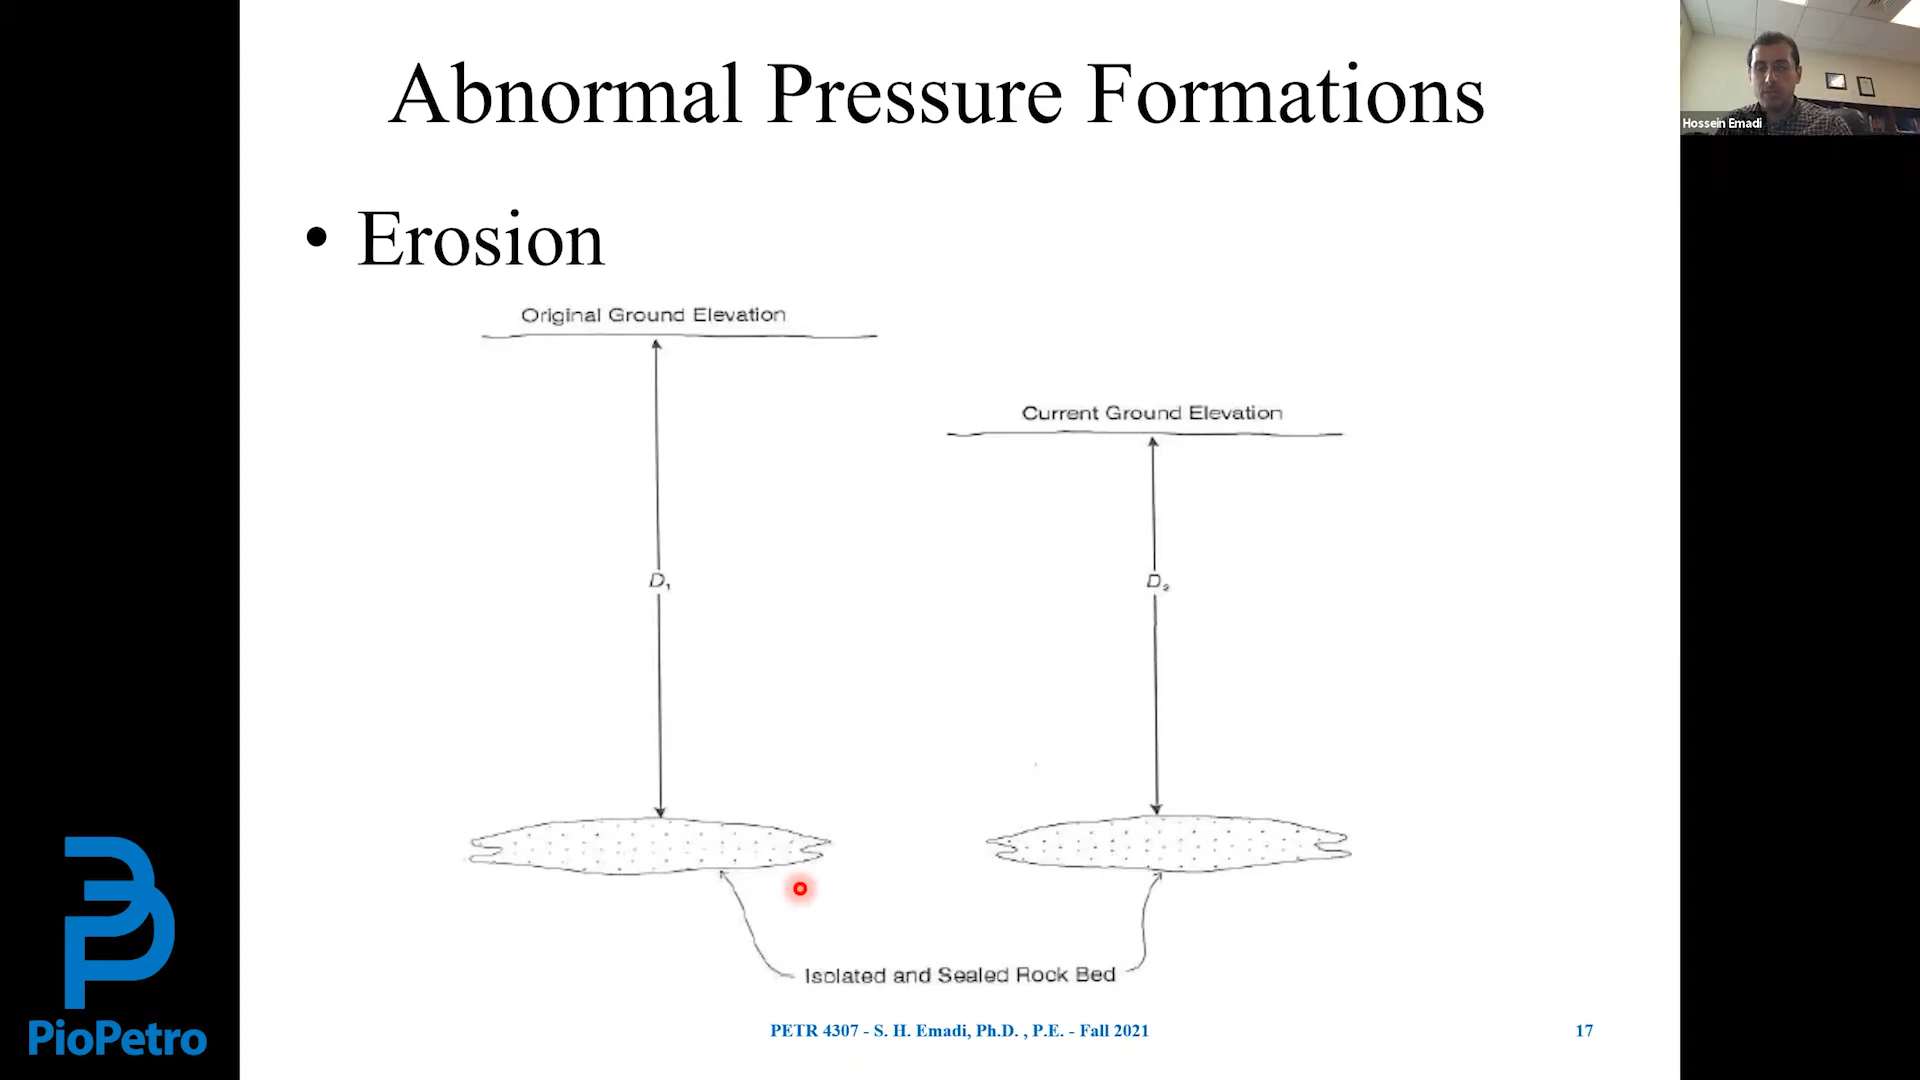 Abnormal Pressure Formations
Hossein Emadi
• Erosion
Original Ground Elevation
Current Ground Elevation
D₁
D₂
Isolated and Sealed Rock Bed
PioPetro
PETR 4307 - S. H. Emadi, Ph.D. , P.E. - Fall 2021
17